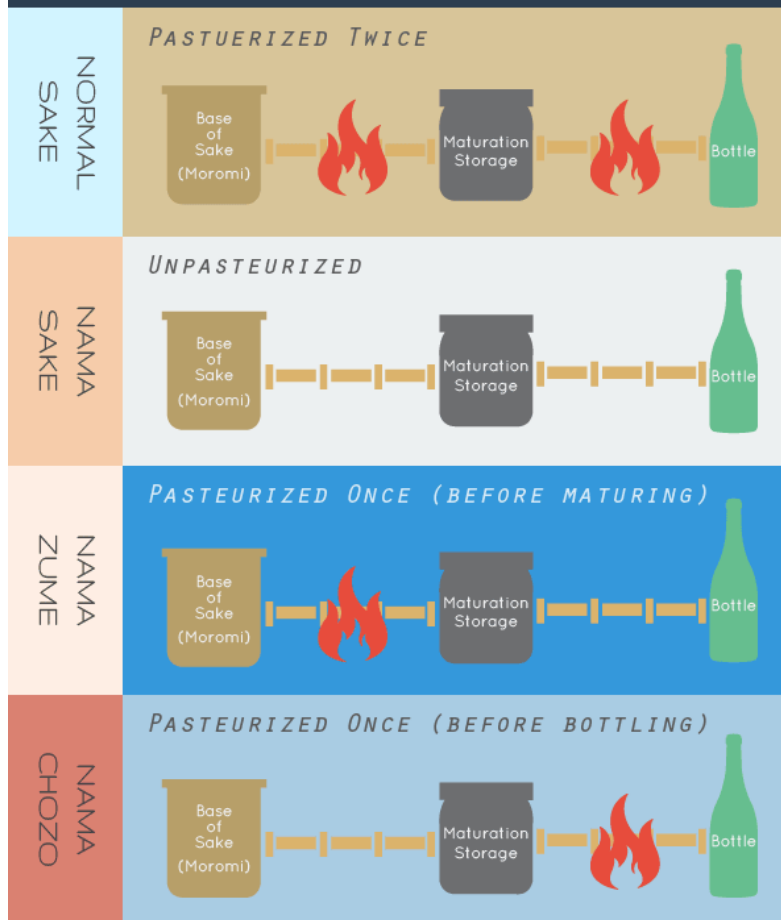 NORMAL
SAKE
PASTUERIZED TWICE
Base
of
Sake
(Moromi)
Maturation
Storage
Bottle
NAMA
SAKE
UNPASTEURIZED
Base
of
Sake
(Moromi)
Maturation
Storage
Bottle
NAMA
ZUME
PASTEURIZED ONCE (BEFORE MATURING)
Base
of
Sake
(Moromi)
Maturation
Storage
Bottle
NAMA
CHOZO
PASTEURIZED ONCE (BEFORE BOTTLING)
Base
of
Sake
(Moromi)
Maturation
Storage
Bottle